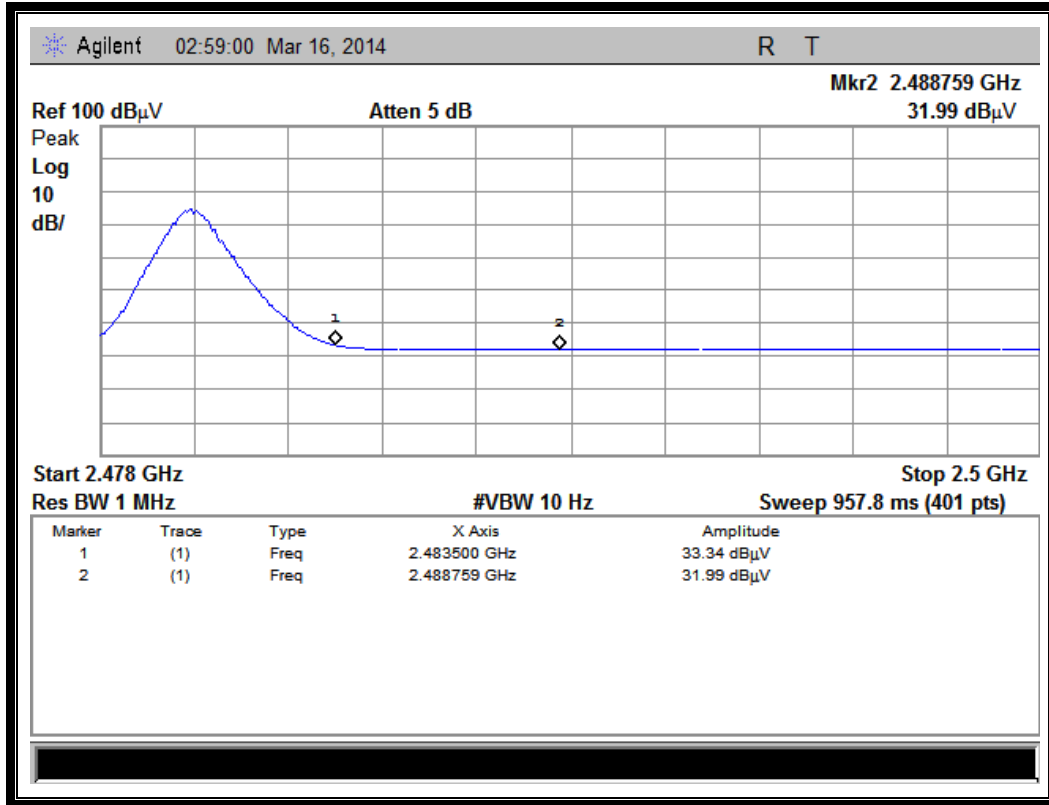 Agilent 02:59:00 Mar 16, 2014 R T
Mkr2 2.488759 GHz
Ref 100 dBµV Atten 5 dB 31.99 dBµV
Peak
Log
10
dB/
1
2
Start 2.478 GHz Stop 2.5 GHz
Res BW 1 MHz #VBW 10 Hz Sweep 957.8 ms (401 pts)
Marker Trace Type X Axis Amplitude
1 (1) Freq 2.483500 GHz 33.34 dBµV
2 (1) Freq 2.488759 GHz 31.99 dBµV